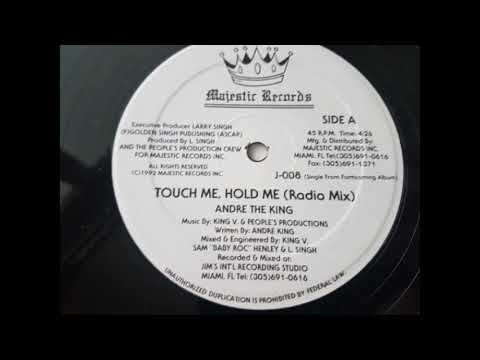 Majestic Records
SIDE A
Executive Producer LARRY SINGH
(P)GOLDEN SINGH PUBLISHING (ASCAP)
Produced By L. SINGH
AND THE PEOPLE'S PRODUCTION CREW
FOR MAJESTIC RECORDS INC.
ALL RIGHTS RESERVED
(C)1992 MAJESTIC RECORDS INC.
45 R.P.M. Time: 4:26
Mfg. & Distributed By:
MAJESTIC RECORDS INC.
MIAMI, FL Tel:(305)691-0616
Fax: (305)691-1371
J-008 (Single From Forthcoming Album)
TOUCH ME, HOLD ME (Radio Mix)
ANDRE THE KING
Music By: KING V. & PEOPLE'S PRODUCTIONS
Written By: ANDRE KING
Mixed & Engineered By: KING V,
SAM "BABY ROC" HENLEY & L. SINGH
Recorded & Mixed at:
JIM'S INT'L RECORDING STUDIO
MIAMI, FL Tel: (305)691-0616
UNAUTHORIZED DUPLICATION IS PROHIBITED BY FEDERAL LAW.